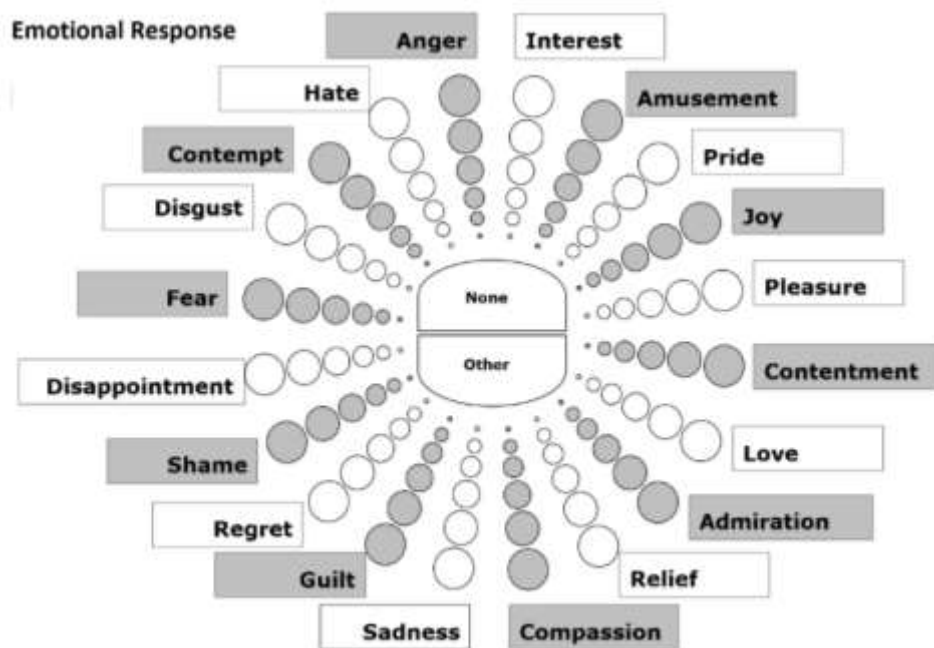 Emotional Response
Anger
Interest
Hate
Amusement
Contempt
Pride
Disgust
Joy
Fear
None
Pleasure
Other
Disappointment
Contentment
Shame
Love
Regret
Admiration
Guilt
Relief
Sadness
Compassion